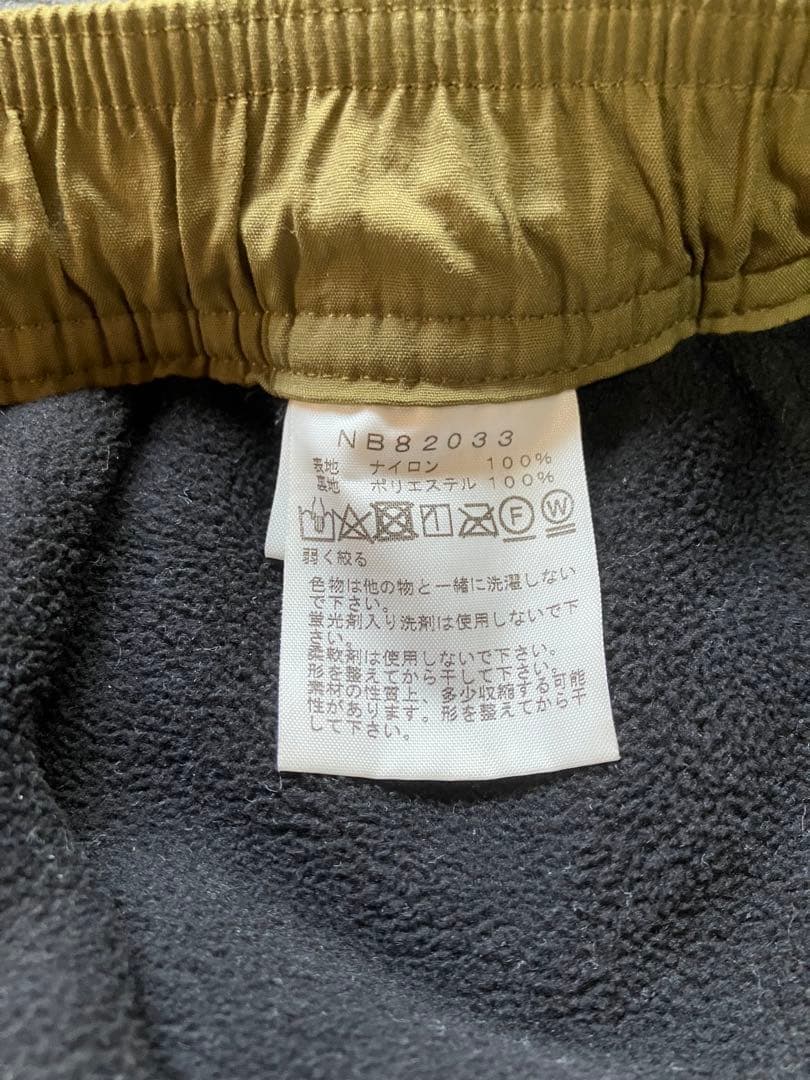 NB82033
表地 ナイロン 100%
裏地 ポリエステル 100%
F W
弱く絞る
色物は他の物と一緒に洗濯しない
で下さい。
蛍光剤入り洗剤は使用しないで下
さい。
柔軟剤は使用しないで下さい。
形を整えてから干して下さい。
素材の性質上、多少収縮する可能
性があります。形を整えてから干
して下さい。